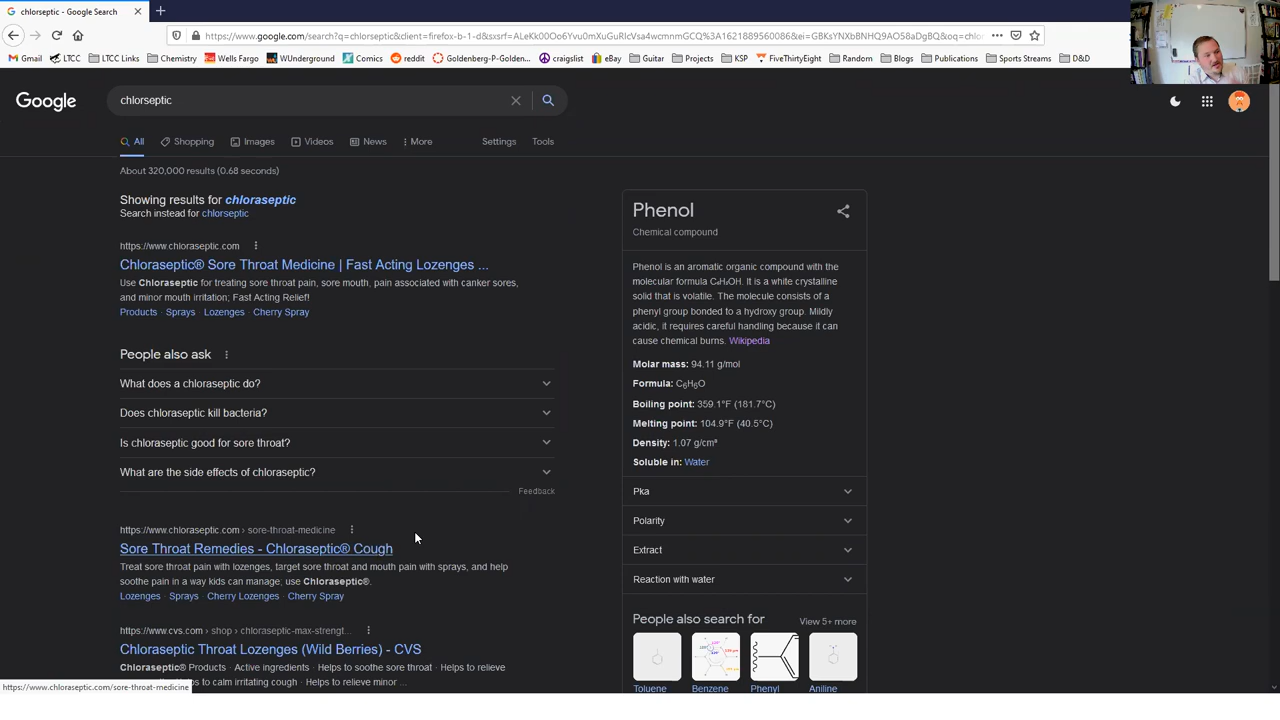 chlorseptic - Google Search
https://www.google.com/search?q=chlorseptic&client=firefox-b-1-d&sxsrf=ALeKk00Oo6Yvu0mXuGuRIcVsa4wcmnmGCQ%3A1621889560086&ei=GBKsYNXbBNHQ9AO58aDgBQ&oq=chlo
Gmail LTCC LTCC Links Chemistry Wells Fargo WUnderground Comics reddit Goldenberg-P-Golden... craigslist eBay Guitar Projects KSP FiveThirtyEight Random Blogs Publications Sports Streams D&D
Google
chlorseptic
All Shopping Images Videos News More Settings Tools
About 320,000 results (0.68 seconds)
Showing results for chloraseptic
Search instead for chlorseptic
https://www.chloraseptic.com
Chloraseptic® Sore Throat Medicine | Fast Acting Lozenges ...
Use Chloraseptic for treating sore throat pain, sore mouth, pain associated with canker sores,
and minor mouth irritation; Fast Acting Relief!
Products · Sprays · Lozenges · Cherry Spray
People also ask
What does a chloraseptic do?
Does chloraseptic kill bacteria?
Is chloraseptic good for sore throat?
What are the side effects of chloraseptic?
Feedback
https://www.chloraseptic.com › sore-throat-medicine
Sore Throat Remedies - Chloraseptic® Cough
Treat sore throat pain with lozenges, target sore throat and mouth pain with sprays, and help
soothe pain in a way kids can manage, use Chloraseptic®.
Lozenges · Sprays · Cherry Lozenges · Cherry Spray
https://www.cvs.com › shop › chloraseptic-max-strengt...
Chloraseptic Throat Lozenges (Wild Berries) - CVS
Chloraseptic® Products · Active ingredients · Helps to soothe sore throat · Helps to relieve
to calm irritating cough · Helps to relieve minor ...
https://www.chloraseptic.com/sore-throat-medicine
Phenol
Chemical compound
Phenol is an aromatic organic compound with the
molecular formula C₆H₅OH. It is a white crystalline
solid that is volatile. The molecule consists of a
phenyl group bonded to a hydroxy group. Mildly
acidic, it requires careful handling because it can
cause chemical burns. Wikipedia
Molar mass: 94.11 g/mol
Formula: C₆H₆O
Boiling point: 359.1°F (181.7°C)
Melting point: 104.9°F (40.5°C)
Density: 1.07 g/cm³
Soluble in: Water
Pka
Polarity
Extract
Reaction with water
People also search for
View 5+ more
Toluene Benzene Phenyl Aniline